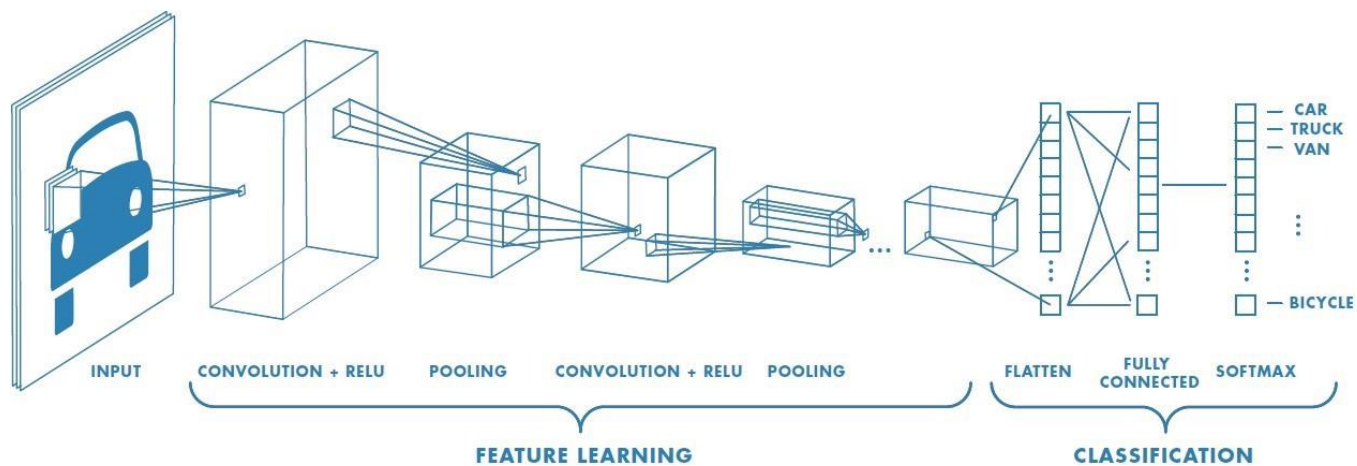 CAR
TRUCK
VAN
BICYCLE
INPUT
CONVOLUTION + RELU
POOLING
CONVOLUTION + RELU
POOLING
FLATTEN
FULLY
CONNECTED
SOFTMAX
FEATURE LEARNING
CLASSIFICATION